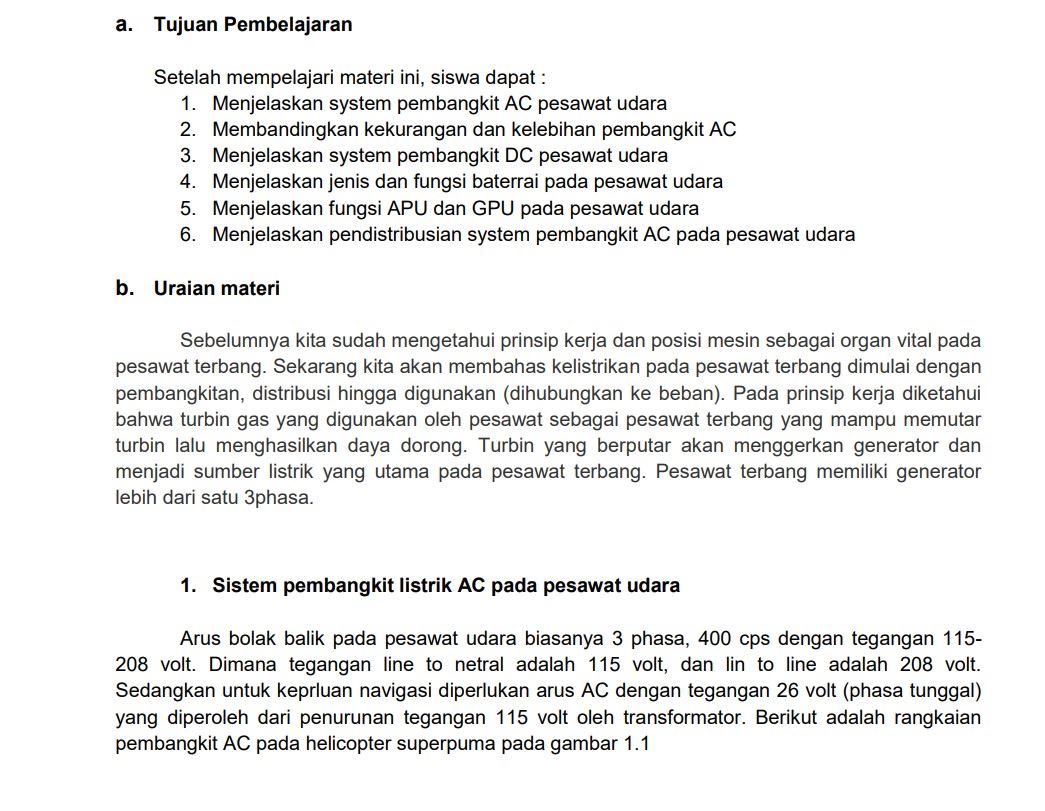 a. Tujuan Pembelajaran
Setelah mempelajari materi ini, siswa dapat :
1. Menjelaskan system pembangkit AC pesawat udara
2. Membandingkan kekurangan dan kelebihan pembangkit AC
3. Menjelaskan system pembangkit DC pesawat udara
4. Menjelaskan jenis dan fungsi baterrai pada pesawat udara
5. Menjelaskan fungsi APU dan GPU pada pesawat udara
6. Menjelaskan pendistribusian system pembangkit AC pada pesawat udara
b. Uraian materi
Sebelumnya kita sudah mengetahui prinsip kerja dan posisi mesin sebagai organ vital pada
pesawat terbang. Sekarang kita akan membahas kelistrikan pada pesawat terbang dimulai dengan
pembangkitan, distribusi hingga digunakan (dihubungkan ke beban). Pada prinsip kerja diketahui
bahwa turbin gas yang digunakan oleh pesawat sebagai pesawat terbang yang mampu memutar
turbin lalu menghasilkan daya dorong. Turbin yang berputar akan menggerkan generator dan
menjadi sumber listrik yang utama pada pesawat terbang. Pesawat terbang memiliki generator
lebih dari satu 3phasa.
1. Sistem pembangkit listrik AC pada pesawat udara
Arus bolak balik pada pesawat udara biasanya 3 phasa, 400 cps dengan tegangan 115-
208 volt. Dimana tegangan line to netral adalah 115 volt, dan lin to line adalah 208 volt.
Sedangkan untuk keprluan navigasi diperlukan arus AC dengan tegangan 26 volt (phasa tunggal)
yang diperoleh dari penurunan tegangan 115 volt oleh transformator. Berikut adalah rangkaian
pembangkit AC pada helicopter superpuma pada gambar 1.1